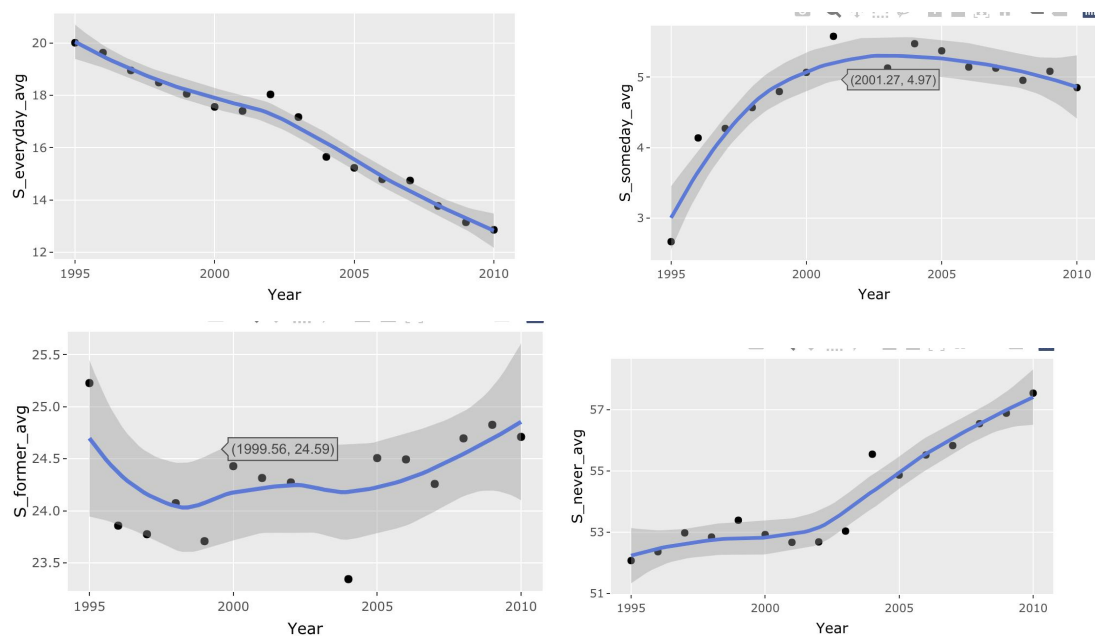 S_everyday_avg
20
18
16
14
12
1995 2000 2005 2010
Year
S_someday_avg
5
4
3
(2001.27, 4.97)
1995 2000 2005 2010
Year
S_former_avg
25.5
25.0
24.5
24.0
23.5
(1999.56, 24.59)
1995 2000 2005 2010
Year
S_never_avg
57
55
53
51
1995 2000 2005 2010
Year